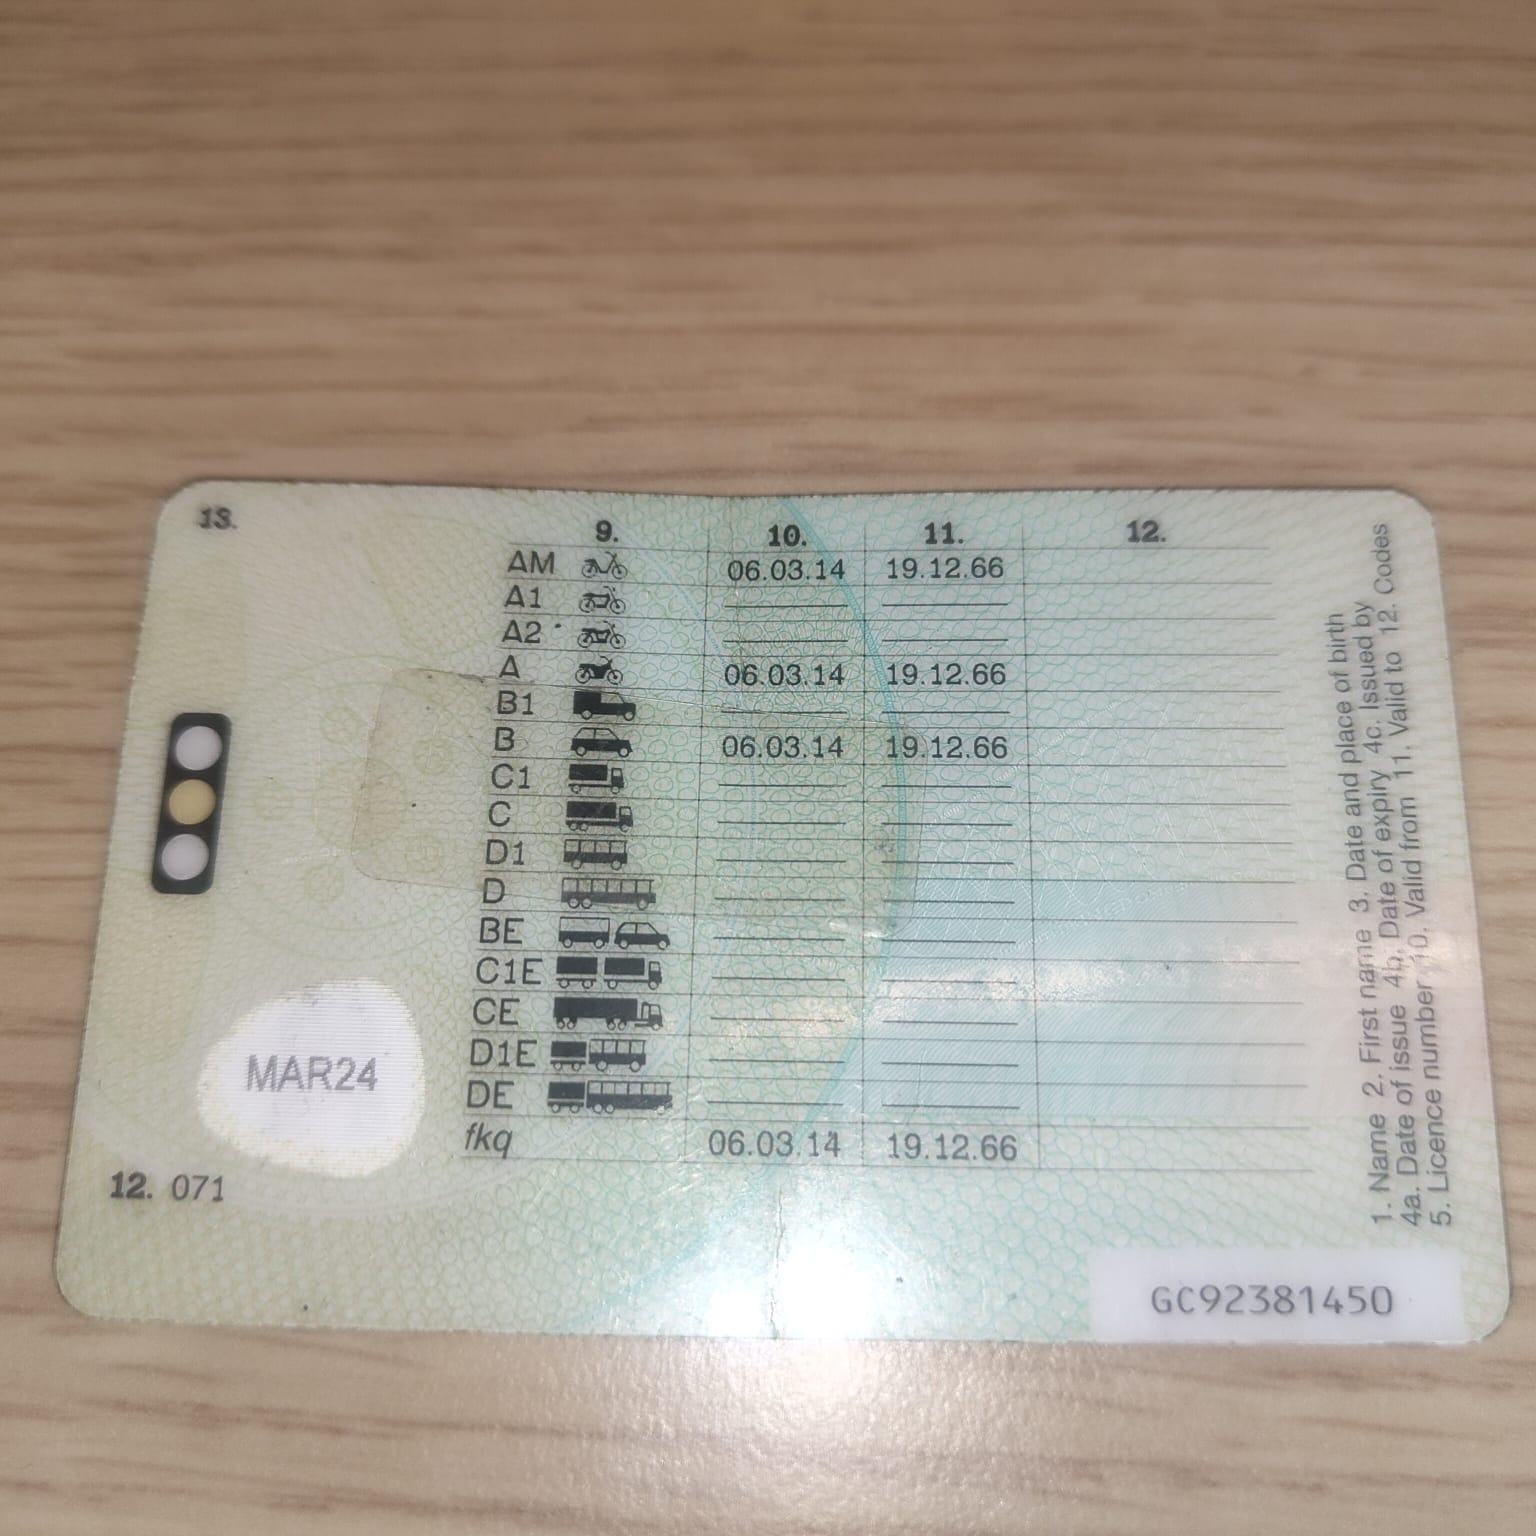 13.
9. 10. 11. 12.
AM 06.03.14 19.12.66
A1
A2
A 06.03.14 19.12.66
B1
B 06.03.14 19.12.66
C1
C
D1
D
BE
C1E
CE
D1E
DE
fkq 06.03.14 19.12.66
MAR24
12. 071
1. Name 2. First name 3. Date and place of birth
4a. Date of issue 4b. Date of expiry 4c. Issued by
5. Licence number 10. Valid from 11. Valid to 12. Codes
GC92381450